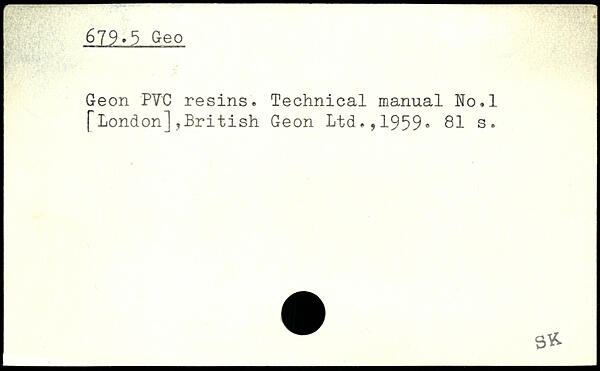 679.5 Geo
Geon PVC resins. Technical manual No.1
[London],British Geon Ltd.,1959. 81 s.
SK